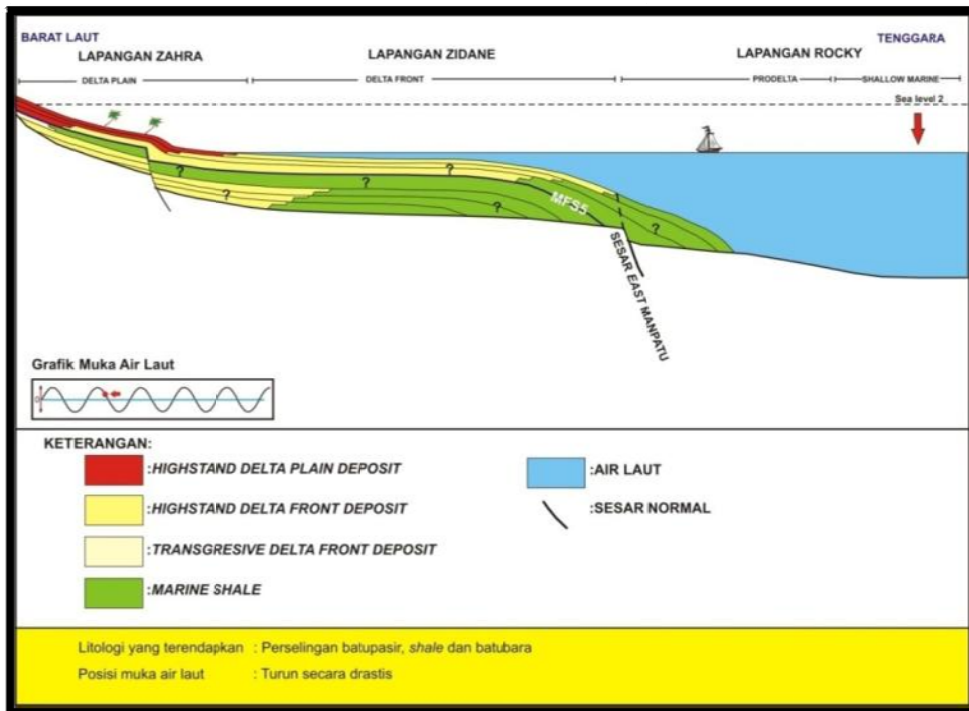 BARAT LAUT
TENGGARA
LAPANGAN ZAHRA
LAPANGAN ZIDANE
LAPANGAN ROCKY
DELTA PLAIN
DELTA FRONT
PRODELTA
SHALLOW MARINE
Sea level 2
?
?
?
?
?
?
MFS5
SESAR EAST MANPATU
Grafik Muka Air Laut
0
KETERANGAN:
:HIGHSTAND DELTA PLAIN DEPOSIT
:AIR LAUT
:HIGHSTAND DELTA FRONT DEPOSIT
:SESAR NORMAL
:TRANSGRESIVE DELTA FRONT DEPOSIT
:MARINE SHALE
Litologi yang terendapkan : Perselingan batupasir, shale dan batubara
Posisi muka air laut : Turun secara drastis